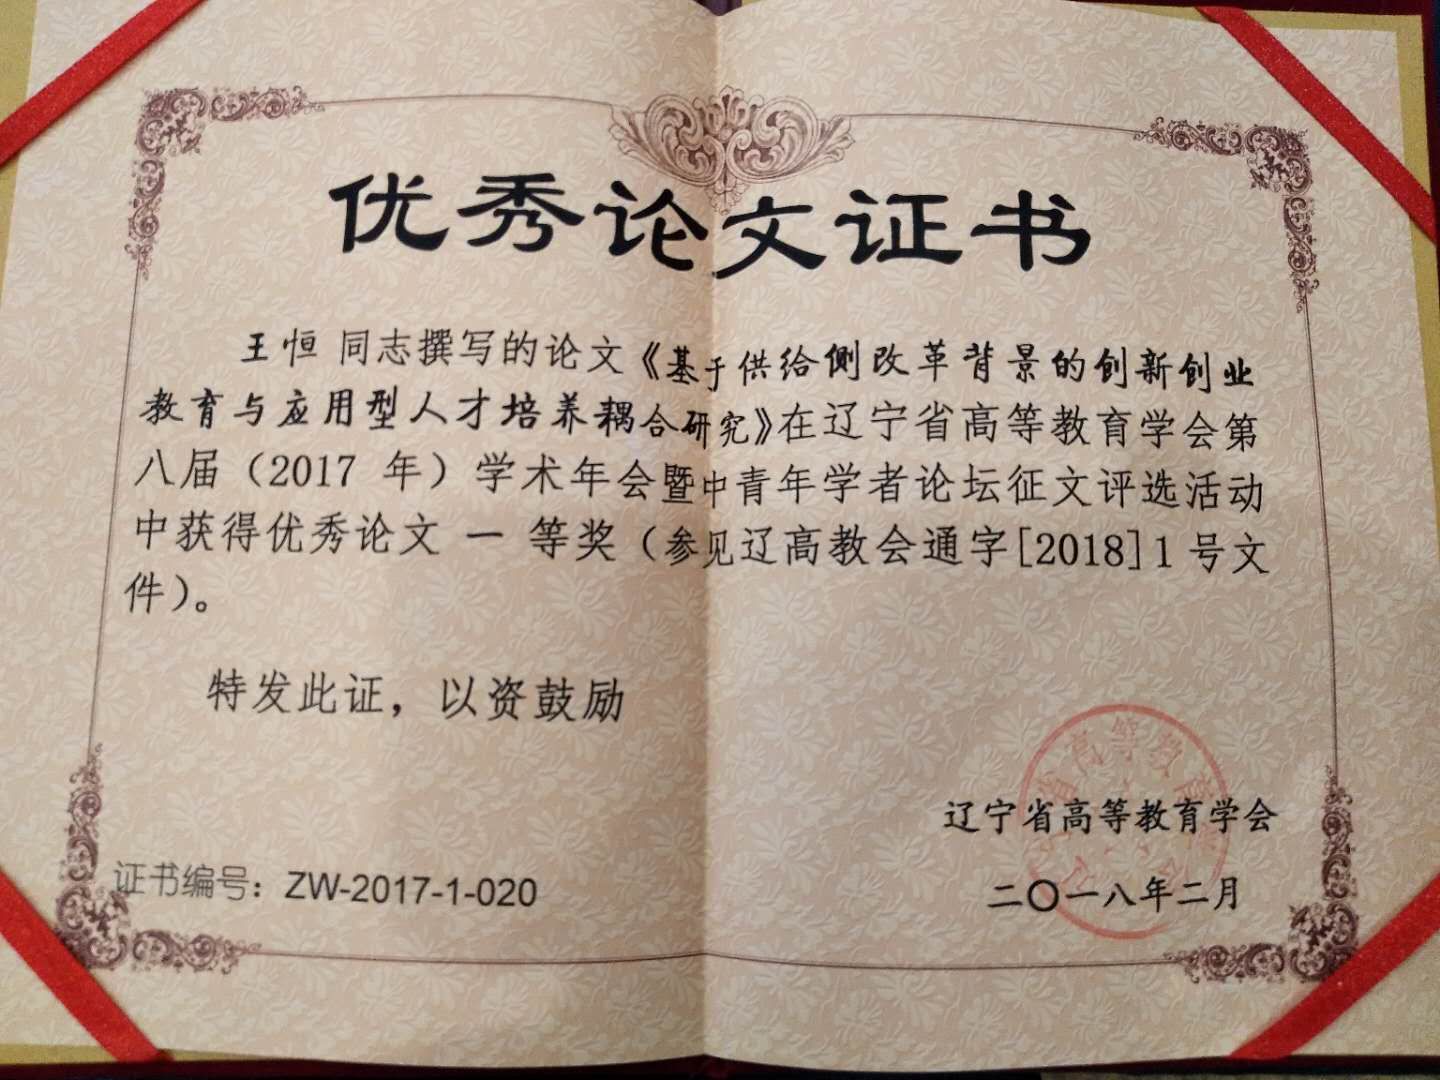 优秀论文证书
王恒 同志撰写的论文《基于供给侧改革背景的创新创业
教育与应用型人才培养耦合研究》在辽宁省高等教育学会第
八届（2017 年）学术年会暨中青年学者论坛征文评选活动
中获得优秀论文 一 等奖（参见辽高教会通字[2018]1 号文
件）。
特发此证，以资鼓励
辽宁省高等教育学会
二〇一八年二月
证书编号：ZW-2017-1-020